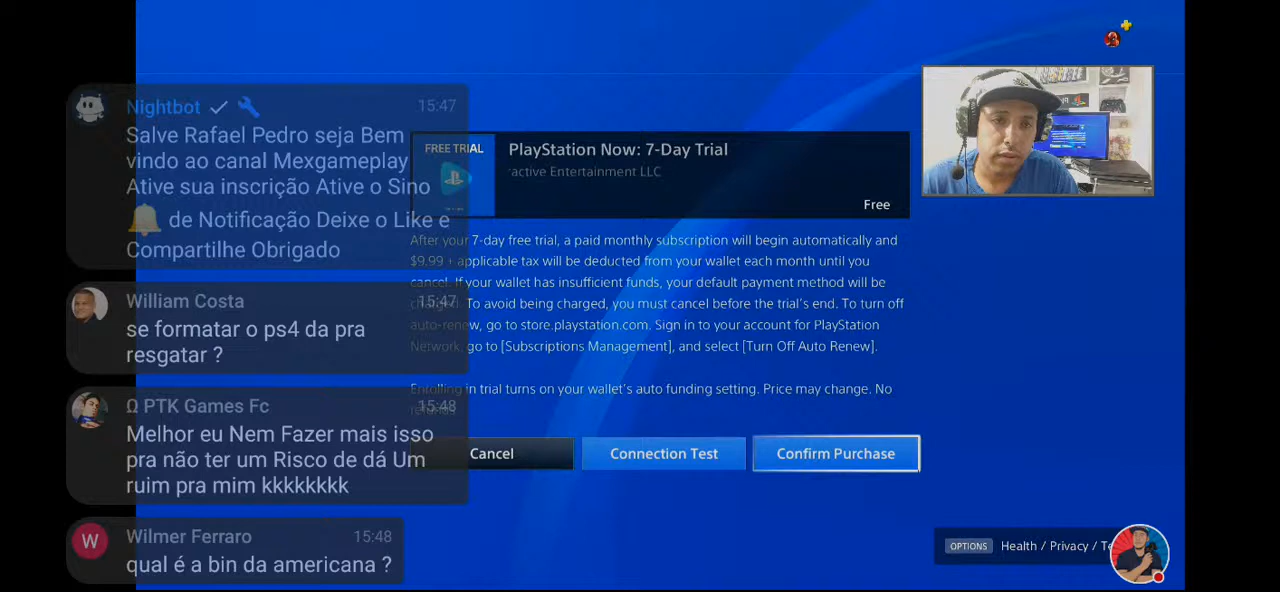 Nightbot 15:47
Salve Rafael Pedro seja Bem
vindo ao canal Mexgameplay
Ative sua inscrição Ative o Sino
de Notificação Deixe o Like e
Compartilhe Obrigado
William Costa 15:47
se formatar o ps4 da pra
resgatar ?
Ω PTK Games Fc 15:48
Melhor eu Nem Fazer mais isso
pra não ter um Risco de dá Um
ruim pra mim kkkkkkkk
W
Wilmer Ferraro 15:48
qual é a bin da americana ?
FREE TRIAL
PlayStation Now: 7-Day Trial
active Entertainment LLC
Free
After your 7-day free trial, a paid monthly subscription will begin automatically and
$9.99 + applicable tax will be deducted from your wallet each month until you
cancel. If your wallet has insufficient funds, your default payment method will be
charged. To avoid being charged, you must cancel before the trial's end. To turn off
auto-renew, go to store.playstation.com. Sign in to your account for PlayStation
Network, go to [Subscriptions Management], and select [Turn Off Auto Renew].
Enrolling in trial turns on your wallet's auto funding setting. Price may change. No
refunds.
Cancel
Connection Test
Confirm Purchase
OPTIONS Health / Privacy /